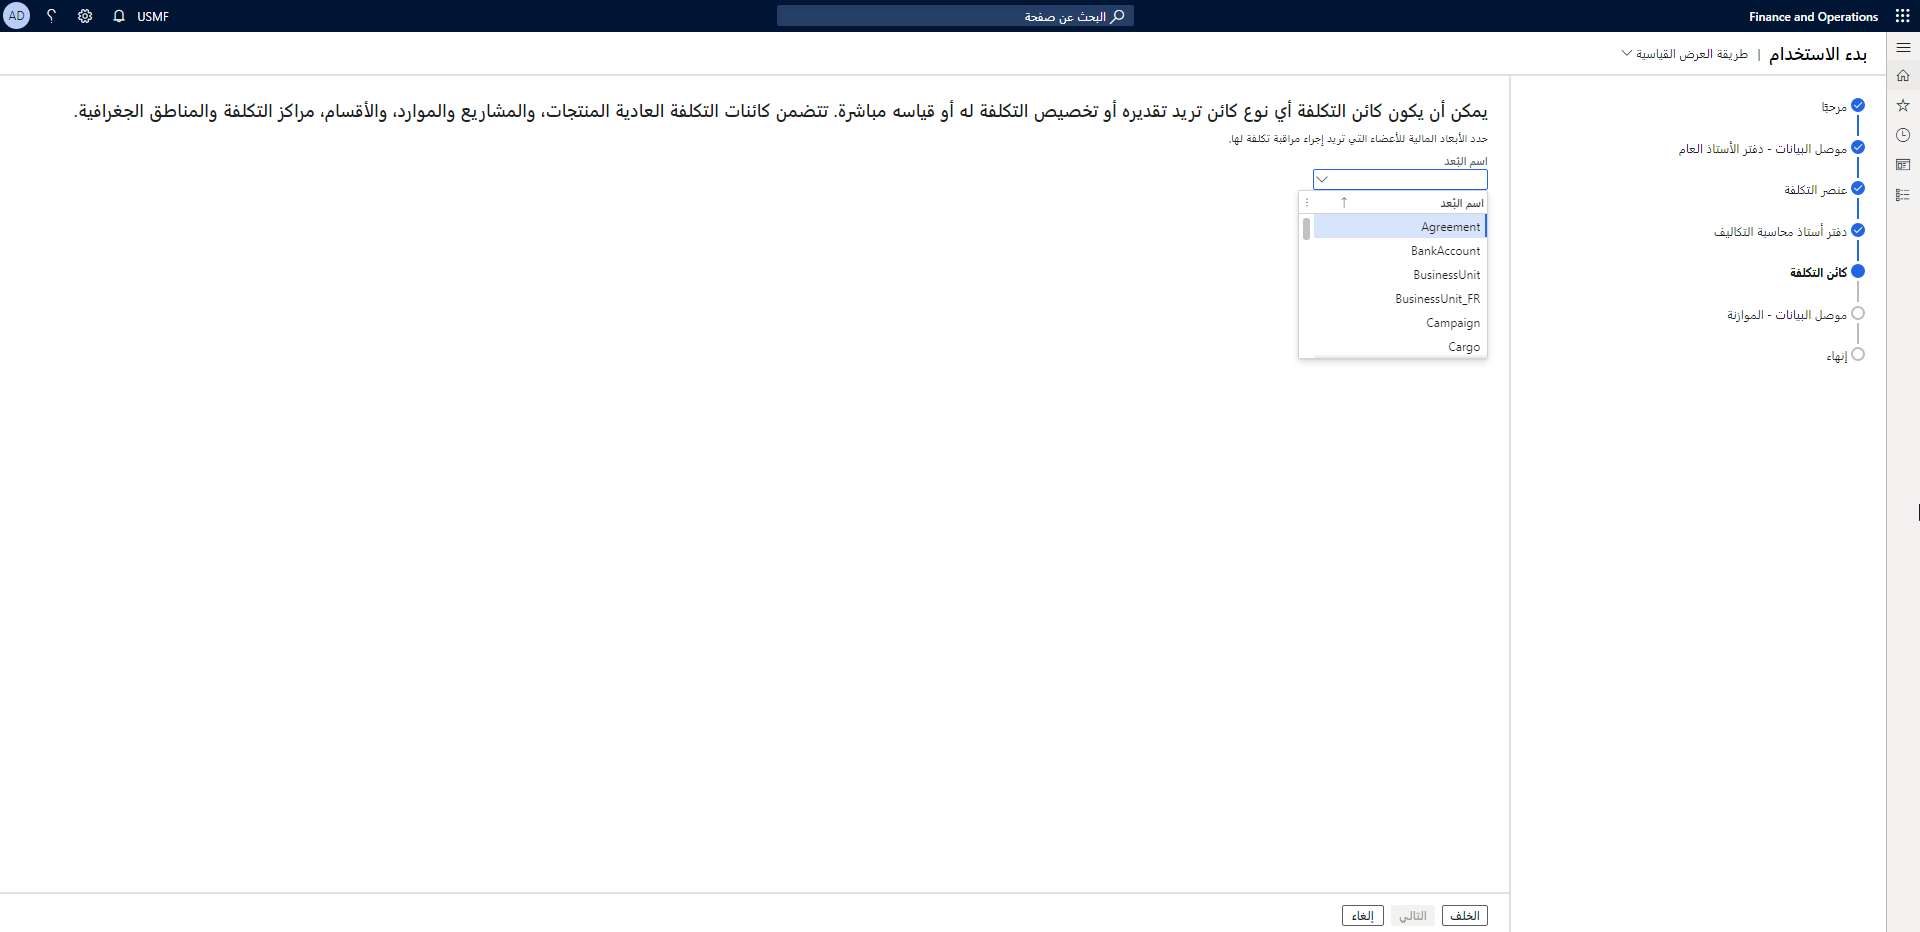 Finance and Operations
البحث عن صفحة
USMF
AD
بدء الاستخدام | طريقة العرض القياسية
مرحبًا
موصل البيانات - دفتر الأستاذ العام
عنصر التكلفة
دفتر أستاذ محاسبة التكاليف
كائن التكلفة
موصل البيانات - الموازنة
إنهاء
يمكن أن يكون كائن التكلفة أي نوع كائن تريد تقديره أو تخصيص التكلفة له أو قياسه مباشرة. تتضمن كائنات التكلفة العادية المنتجات، والمشاريع والموارد، والأقسام، مراكز التكلفة والمناطق الجغرافية.
حدد الأبعاد المالية للأعضاء التي تريد إجراء مراقبة تكلفة لها.
اسم البُعد
اسم البُعد
Agreement
BankAccount
BusinessUnit
BusinessUnit_FR
Campaign
Cargo
الخلف
التالي
إلغاء